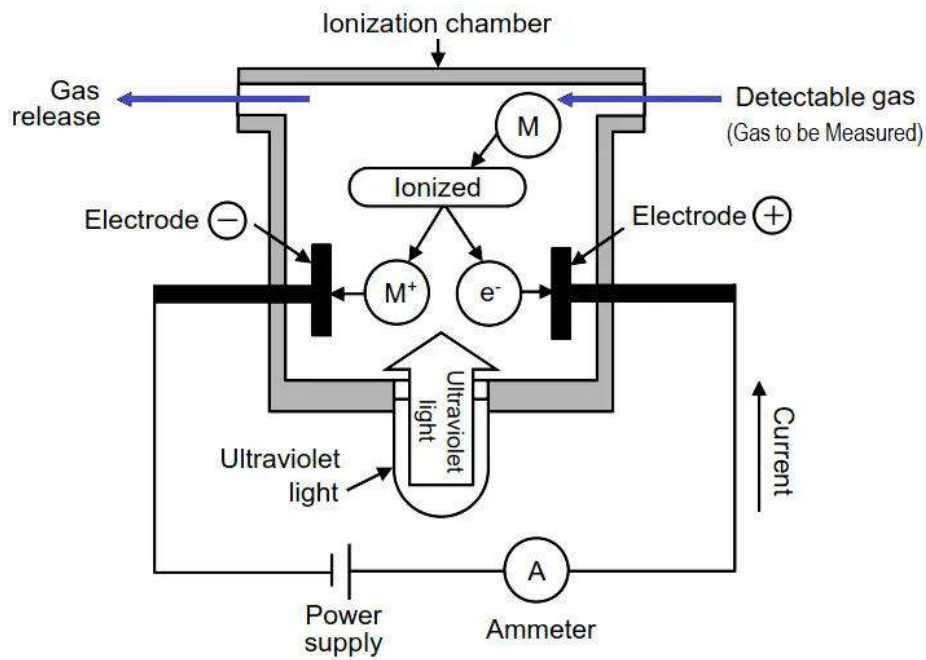 Ionization chamber
Gas
release
Detectable gas
(Gas to be Measured)
M
Ionized
Electrode −
Electrode +
M⁺
e⁻
Ultraviolet
light
Ultraviolet
light
Current
A
Power
supply
Ammeter